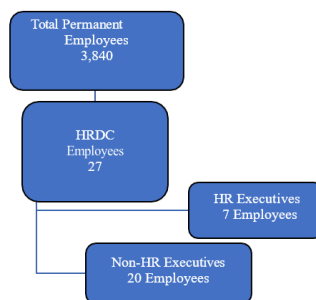 Total Permanent
Employees
3,840
HRDC
Employees
27
HR Executives
7 Employees
Non-HR Executives
20 Employees